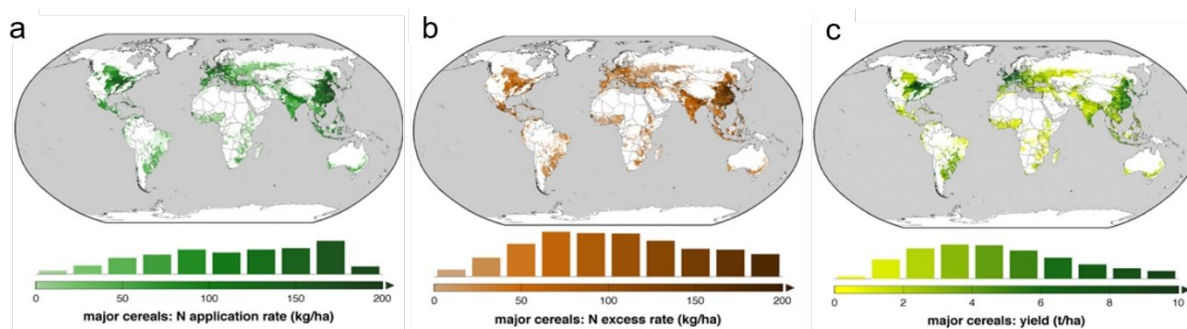 a
b
c
0 50 100 150 200
major cereals: N application rate (kg/ha)
0 50 100 150 200
major cereals: N excess rate (kg/ha)
0 2 4 6 8 10
major cereals: yield (t/ha)